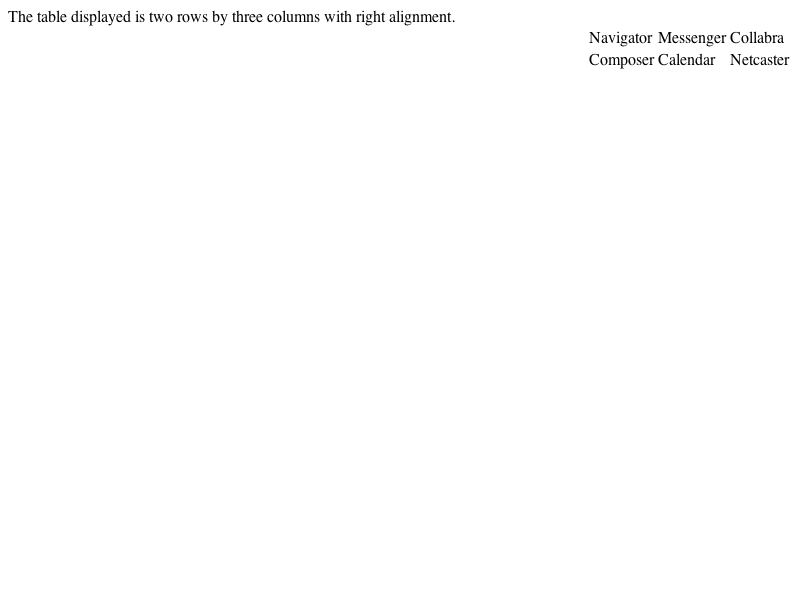 The table displayed is two rows by three columns with right alignment.
Navigator Messenger Collabra
Composer Calendar Netcaster